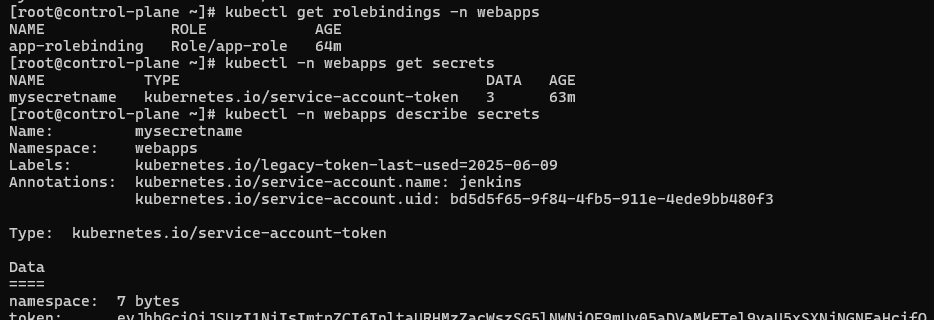 [root@control-plane ~]# kubectl get rolebindings -n webapps
NAME              ROLE            AGE
app-rolebinding   Role/app-role   64m
[root@control-plane ~]# kubectl -n webapps get secrets
NAME           TYPE                                  DATA   AGE
mysecretname   kubernetes.io/service-account-token   3      63m
[root@control-plane ~]# kubectl -n webapps describe secrets
Name:         mysecretname
Namespace:    webapps
Labels:       kubernetes.io/legacy-token-last-used=2025-06-09
Annotations:  kubernetes.io/service-account.name: jenkins
              kubernetes.io/service-account.uid: bd5d5f65-9f84-4fb5-911e-4ede9bb480f3
Type:  kubernetes.io/service-account-token
Data
====
namespace:  7 bytes
token: